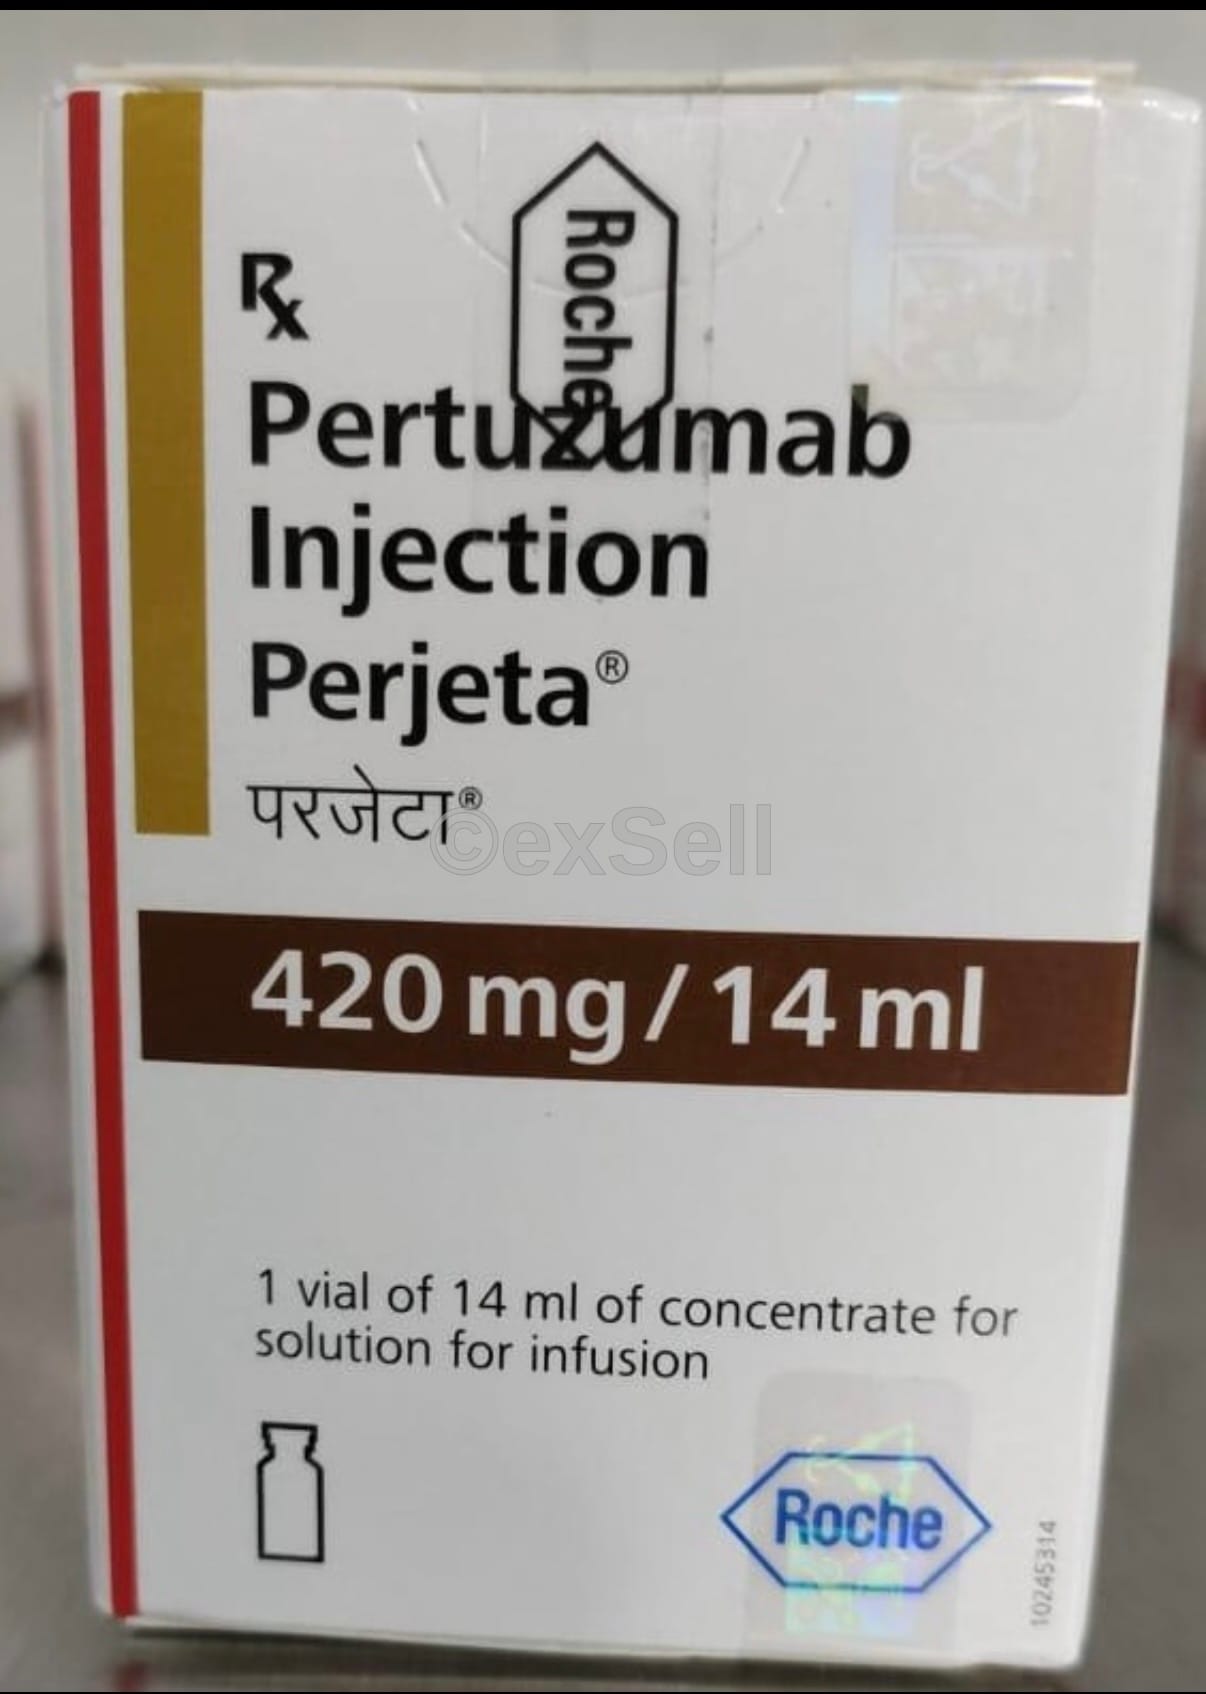 Roche
Rx
Pertuzumab
Injection
Perjeta®
परजेटा®
©exSell
420 mg / 14 ml
1 vial of 14 ml of concentrate for
solution for infusion
Roche
10245314